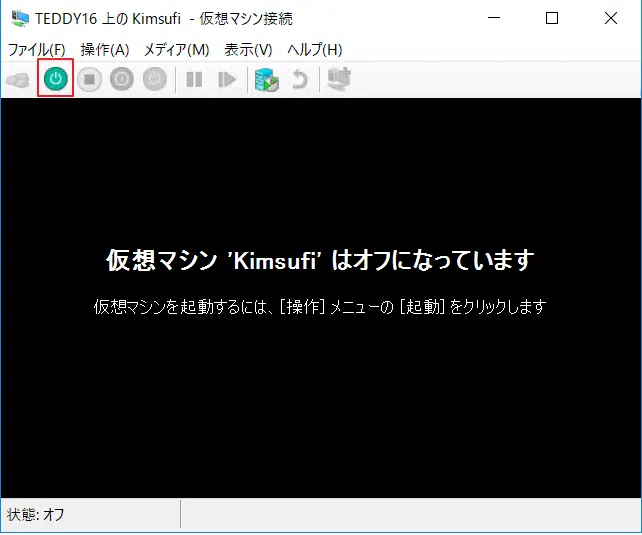 TEDDY16 上の Kimsufi - 仮想マシン接続
ファイル(F) 操作(A) メディア(M) 表示(V) ヘルプ(H)
仮想マシン 'Kimsufi' はオフになっています
仮想マシンを起動するには、[操作] メニューの [起動] をクリックします
状態: オフ